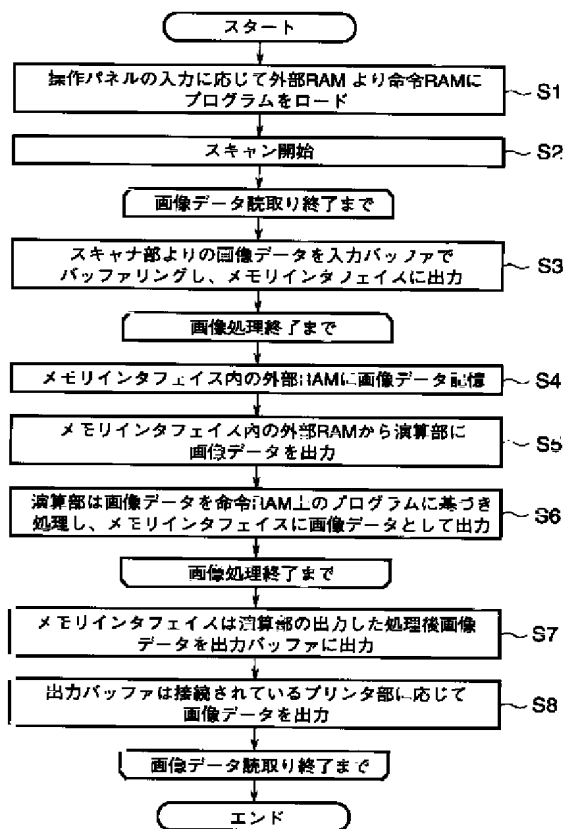 スタート
操作パネルの入力に応じて外部RAMより命令RAMに
プログラムをロード
S1
スキャン開始
S2
画像データ読取り終了まで
スキャナ部よりの画像データを入力バッファで
バッファリングし、メモリインタフェイスに出力
S3
画像処理終了まで
メモリインタフェイス内の外部RAMに画像データ記憶
S4
メモリインタフェイス内の外部RAMから演算部に
画像データを出力
S5
演算部は画像データを命令RAM上のプログラムに基づき
処理し、メモリインタフェイスに画像データとして出力
S6
画像処理終了まで
メモリインタフェイスは演算部の出力した処理後画像
データを出力バッファに出力
S7
出力バッファは接続されているプリンタ部に応じて
画像データを出力
S8
画像データ読取り終了まで
エンド